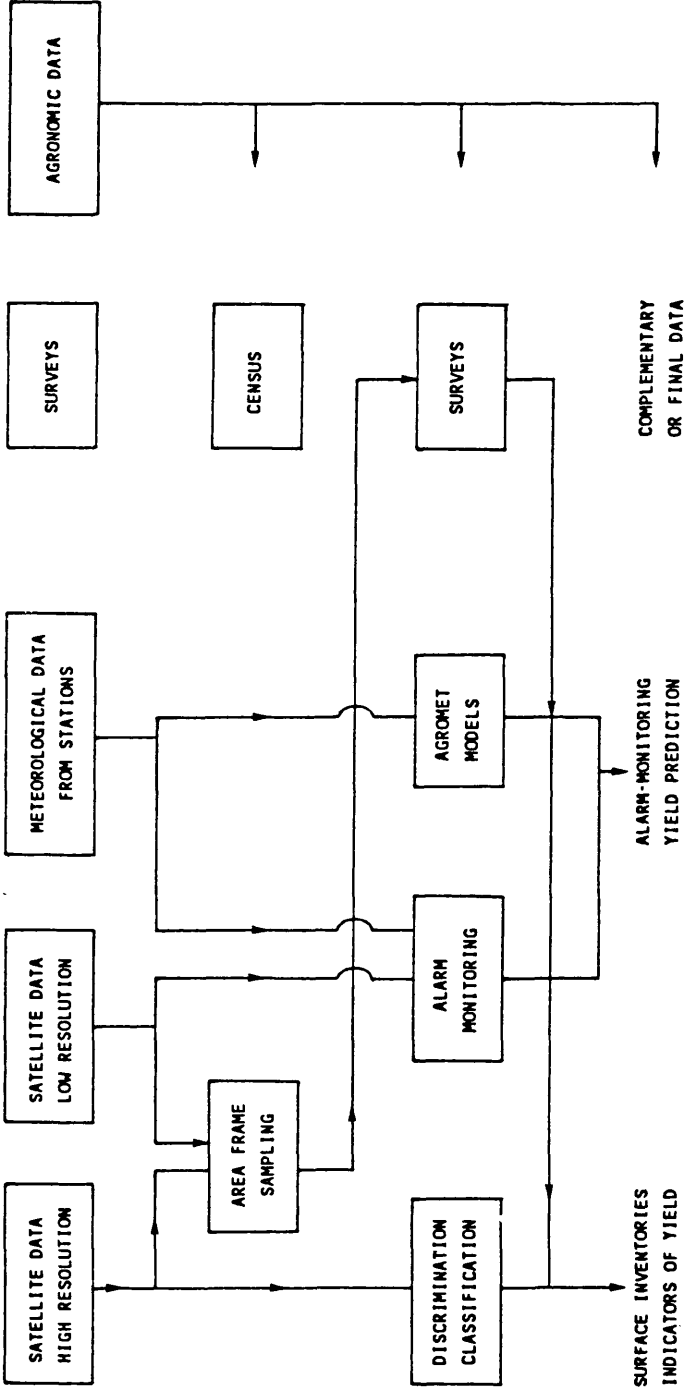 SATELLITE DATA
HIGH RESOLUTION
SATELLITE DATA
LOW RESOLUTION
METEOROLOGICAL DATA
FROM STATIONS
SURVEYS
AGRONOMIC DATA
AREA FRAME
SAMPLING
CENSUS
DISCRIMINATION
CLASSIFICATION
ALARM
MONITORING
AGROMET
MODELS
SURVEYS
SURFACE INVENTORIES
INDICATORS OF YIELD
ALARM-MONITORING
YIELD PREDICTION
COMPLEMENTARY
OR FINAL DATA